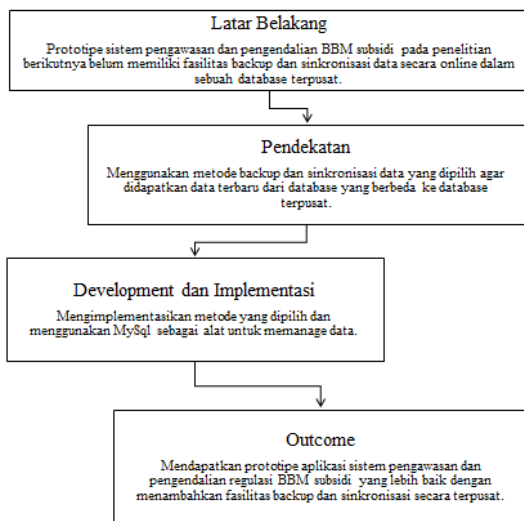 Latar Belakang
Prototipe sistem pengawasan dan pengendalian BBM subsidi pada penelitian
berikutnya belum memiliki fasilitas backup dan sinkronisasi data secara online dalam
sebuah database terpusat.
Pendekatan
Menggunakan metode backup dan sinkronisasi data yang dipilih agar
didapatkan data terbaru dari database yang berbeda ke database
terpusat.
Development dan Implementasi
Mengimplementasikan metode yang dipilih dan
menggunakan MySql sebagai alat untuk memanage data.
Outcome
Mendapatkan prototipe aplikasi sistem pengawasan dan
pengendalian regulasi BBM subsidi yang lebih baik dengan
menambahkan fasilitas backup dan sinkronisasi secara terpusat.